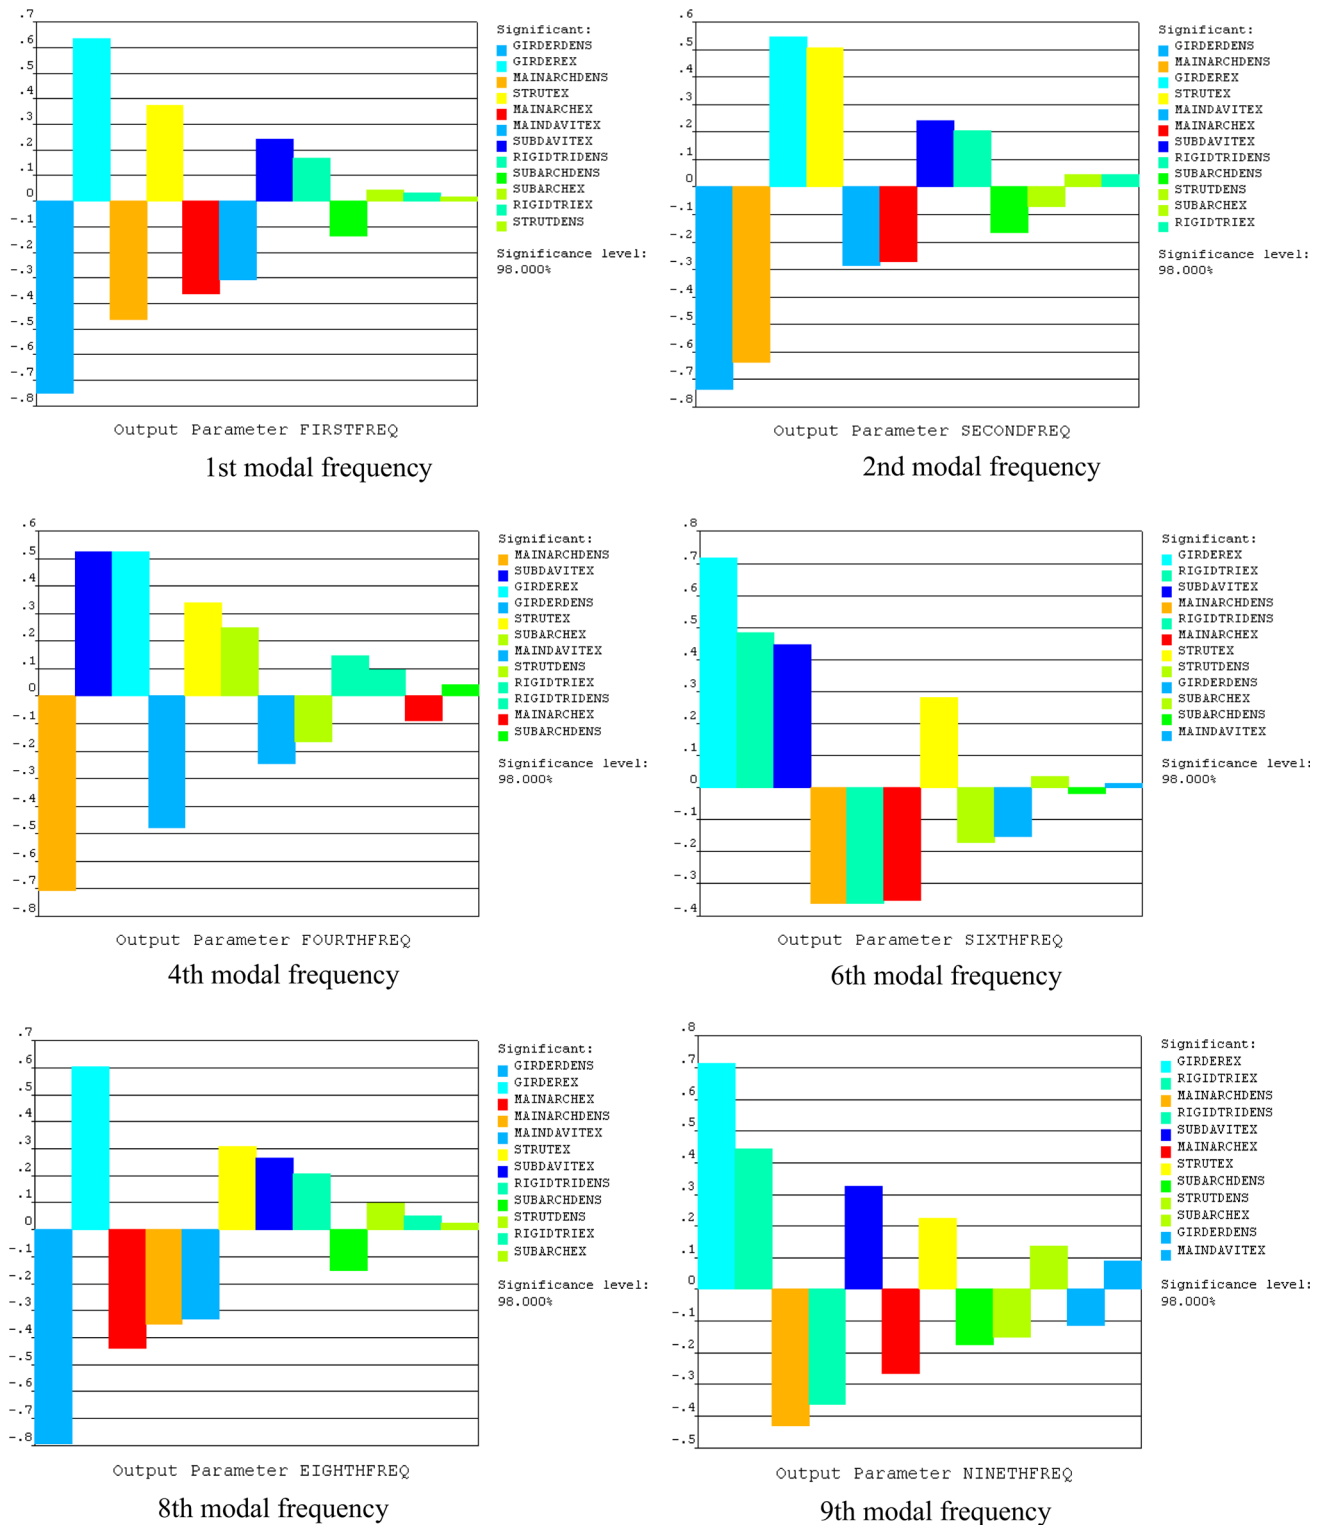 .7
.6
.5
.4
.3
.2
.1
0
-.1
-.2
-.3
-.4
-.5
-.6
-.7
-.8
Significant:
GIRDERDENS
GIRDEREX
MAINARCHDENS
STRUTEX
MAINARCHEX
MAINDAVITEX
SUBDAVITEX
RIGIDTRIDENS
SUBARCHDENS
SUBARCHEX
RIGIDTRIEX
STRUTDENS
Significance level:
98.000%
Output Parameter FIRSTFREQ
1st modal frequency
.6
.5
.4
.3
.2
.1
0
-.1
-.2
-.3
-.4
-.5
-.6
-.7
-.8
Significant:
GIRDERDENS
MAINARCHDENS
GIRDEREX
STRUTEX
MAINDAVITEX
MAINARCHEX
SUBDAVITEX
RIGIDTRIDENS
SUBARCHDENS
STRUTDENS
SUBARCHEX
RIGIDTRIEX
Significance level:
98.000%
Output Parameter SECONDFREQ
2nd modal frequency
.6
.5
.4
.3
.2
.1
0
-.1
-.2
-.3
-.4
-.5
-.6
-.7
-.8
Significant:
MAINARCHDENS
SUBDAVITEX
GIRDEREX
GIRDERDENS
STRUTEX
SUBARCHEX
MAINDAVITEX
STRUTDENS
RIGIDTRIEX
RIGIDTRIDENS
MAINARCHEX
SUBARCHDENS
Significance level:
98.000%
Output Parameter FOURTHFREQ
4th modal frequency
.8
.7
.6
.5
.4
.3
.2
.1
0
-.1
-.2
-.3
-.4
Significant:
GIRDEREX
RIGIDTRIEX
SUBDAVITEX
MAINARCHDENS
RIGIDTRIDENS
MAINARCHEX
STRUTEX
STRUTDENS
GIRDERDENS
SUBARCHEX
SUBARCHDENS
MAINDAVITEX
Significance level:
98.000%
Output Parameter SIXTHFREQ
6th modal frequency
.7
.6
.5
.4
.3
.2
.1
0
-.1
-.2
-.3
-.4
-.5
-.6
-.7
-.8
Significant:
GIRDERDENS
GIRDEREX
MAINARCHEX
MAINARCHDENS
MAINDAVITEX
STRUTEX
SUBDAVITEX
RIGIDTRIDENS
SUBARCHDENS
STRUTDENS
RIGIDTRIEX
SUBARCHEX
Significance level:
98.000%
Output Parameter EIGHTHFREQ
8th modal frequency
.8
.7
.6
.5
.4
.3
.2
.1
0
-.1
-.2
-.3
-.4
-.5
Significant:
GIRDEREX
RIGIDTRIEX
MAINARCHDENS
RIGIDTRIDENS
SUBDAVITEX
MAINARCHEX
STRUTEX
SUBARCHDENS
STRUTDENS
SUBARCHEX
GIRDERDENS
MAINDAVITEX
Significance level:
98.000%
Output Parameter NINETHFREQ
9th modal frequency